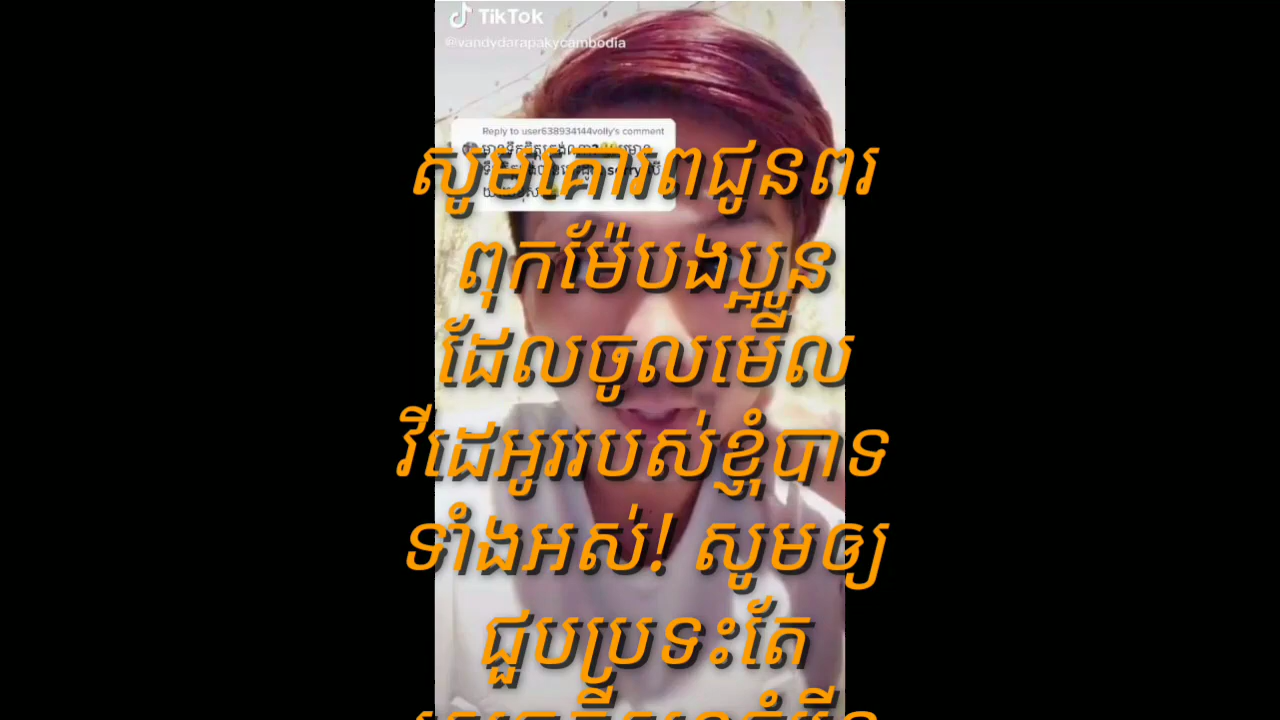 TikTok
@vandydarapakycambodia
Reply to user638934144volly's comment
សូមគោរពជូនពរ
ពុកម៉ែបងប្អូន
ដែលចូលមើល
វីដេអូររបស់ខ្ញុំបាទ
ទាំងអស់! សូមឲ្យ
ជួបប្រទះតែ